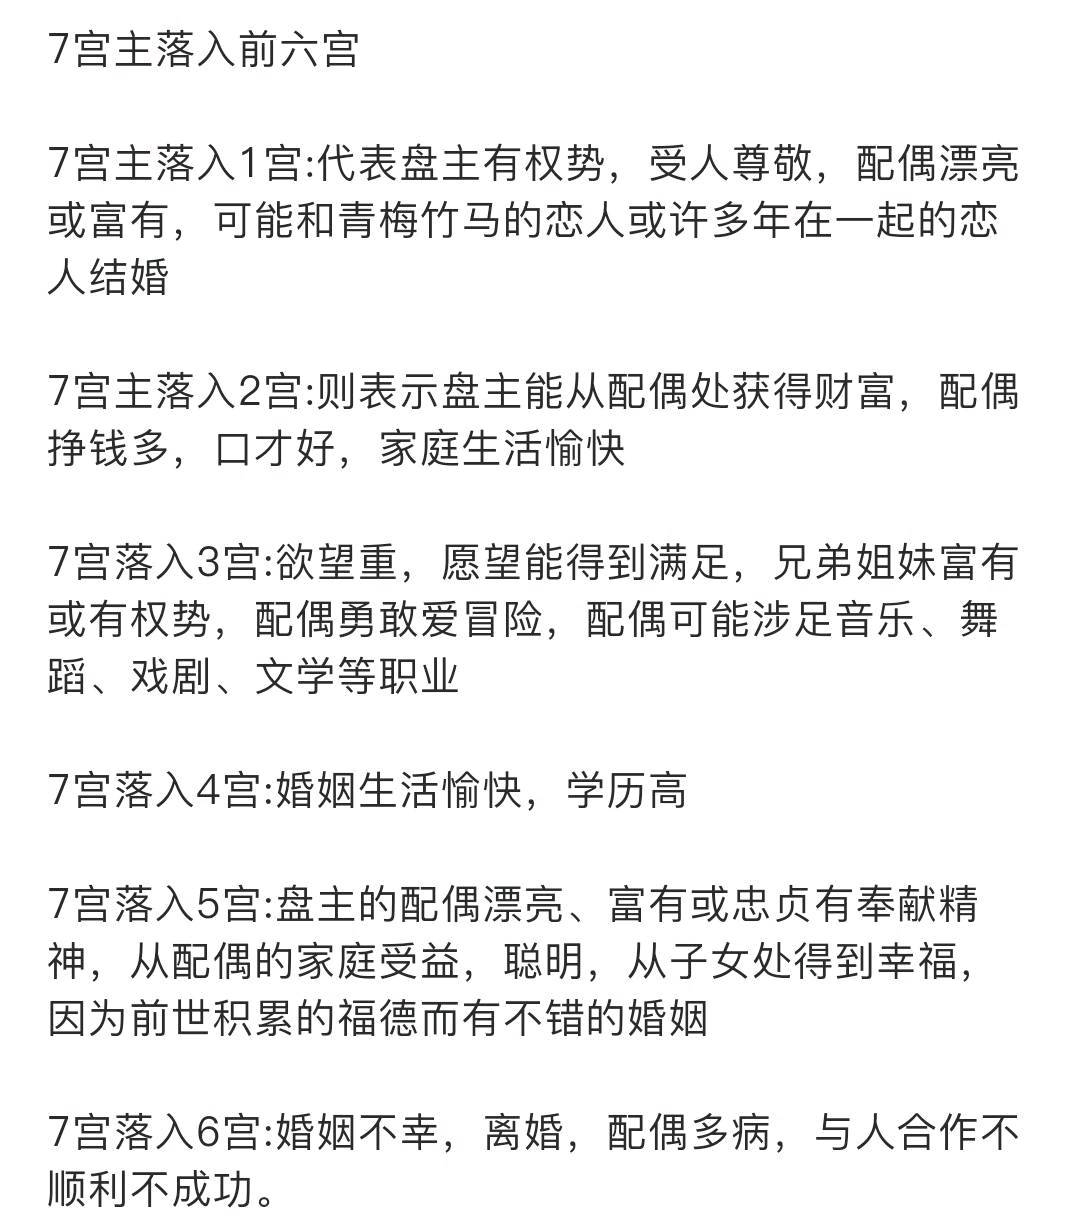 7宫主落入前六宫
7宫主落入1宫:代表盘主有权势，受人尊敬，配偶漂亮
或富有，可能和青梅竹马的恋人或许多年在一起的恋
人结婚
7宫主落入2宫:则表示盘主能从配偶处获得财富，配偶
挣钱多，口才好，家庭生活愉快
7宫落入3宫:欲望重，愿望能得到满足，兄弟姐妹富有
或有权势，配偶勇敢爱冒险，配偶可能涉足音乐、舞
蹈、戏剧、文学等职业
7宫落入4宫:婚姻生活愉快，学历高
7宫落入5宫:盘主的配偶漂亮、富有或忠贞有奉献精
神，从配偶的家庭受益，聪明，从子女处得到幸福，
因为前世积累的福德而有不错的婚姻
7宫落入6宫:婚姻不幸，离婚，配偶多病，与人合作不
顺利不成功。